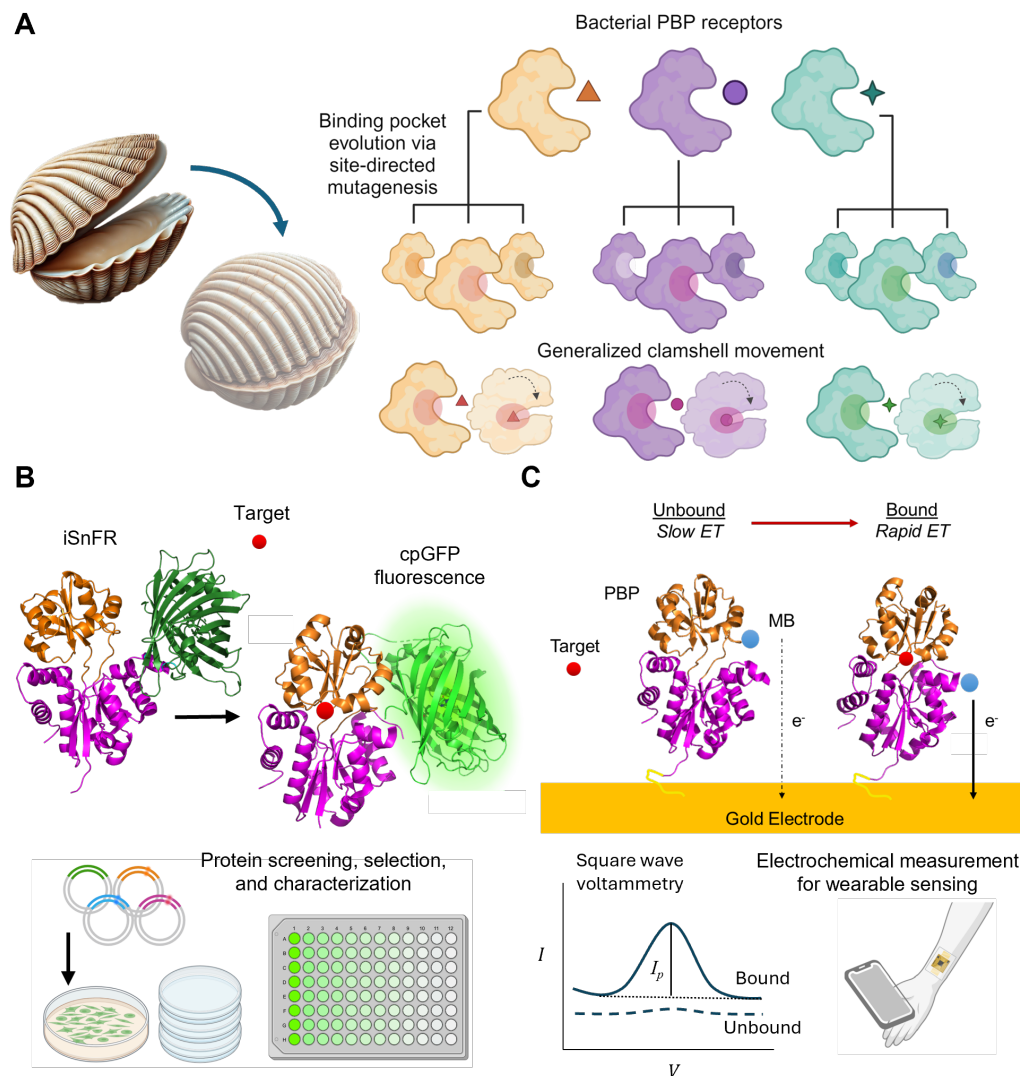 A
Bacterial PBP receptors
Binding pocket
evolution via
site-directed
mutagenesis
Generalized clamshell movement
B
iSnFR
Target
cpGFP
fluorescence
Protein screening, selection,
and characterization
1 2 3 4 5 6 7 8 9 10 11 12
A
B
C
D
E
F
G
H
C
Unbound
Slow ET
Bound
Rapid ET
PBP
MB
Target
e-
e-
Gold Electrode
Square wave
voltammetry
I
Ip
Bound
Unbound
V
Electrochemical measurement
for wearable sensing